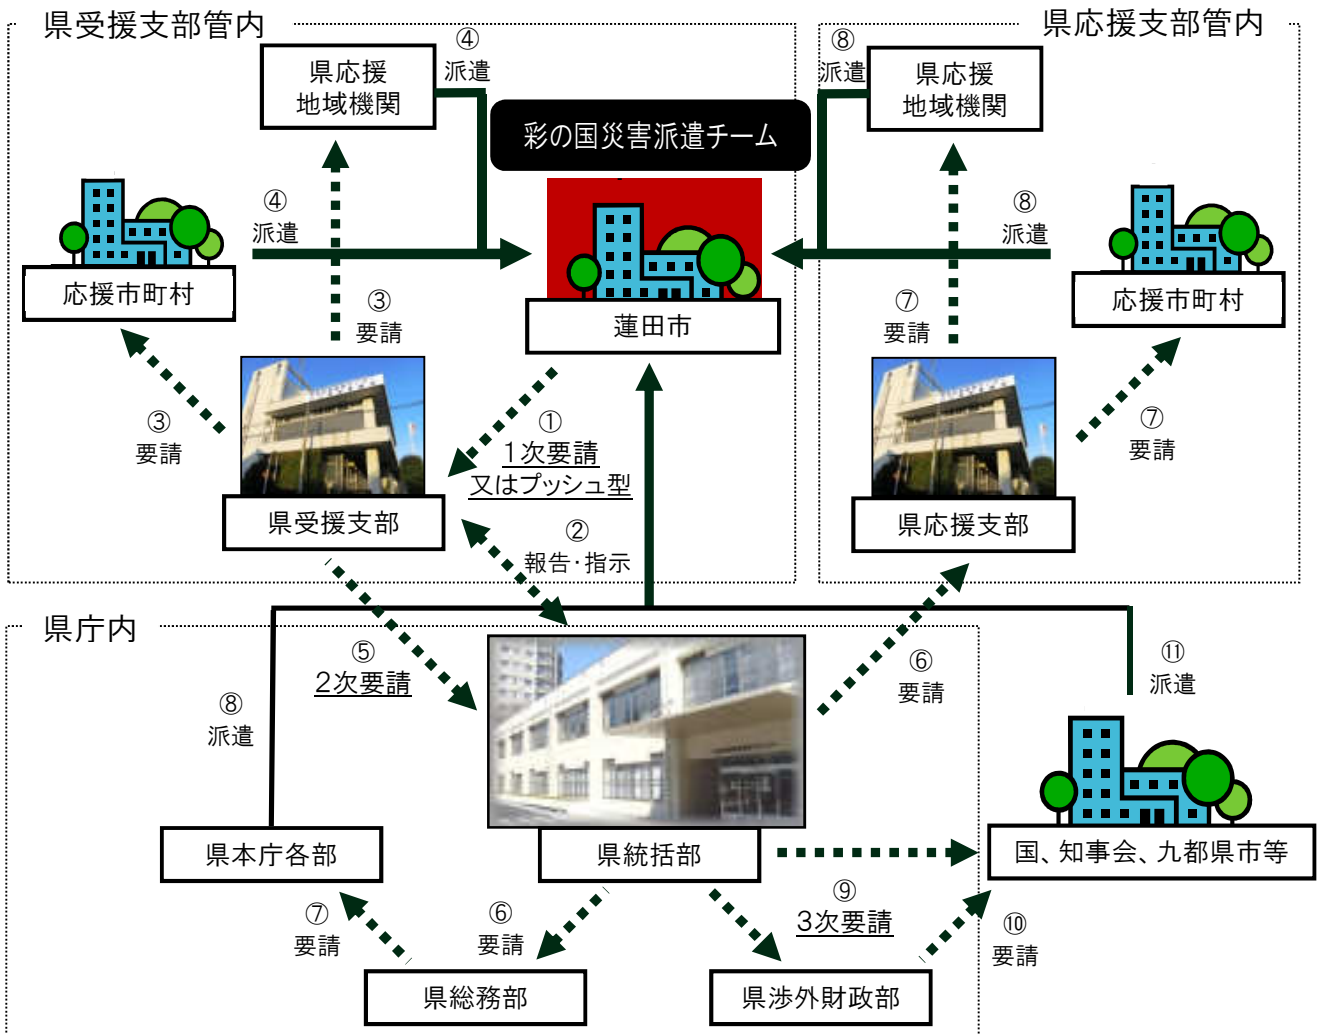 県受援支部管内
県応援支部管内
④
派遣
県応援
地域機関
⑧
派遣
県応援
地域機関
彩の国災害派遣チーム
④
派遣
⑧
派遣
応援市町村
③
要請
蓮田市
⑦
要請
応援市町村
③
要請
①
1次要請
又はプッシュ型
⑦
要請
県受援支部
②
報告・指示
県応援支部
県庁内
⑤
2次要請
⑥
要請
⑪
派遣
⑧
派遣
県本庁各部
県統括部
国、知事会、九都県市等
⑦
要請
⑥
要請
⑨
3次要請
⑩
要請
県総務部
県渉外財政部